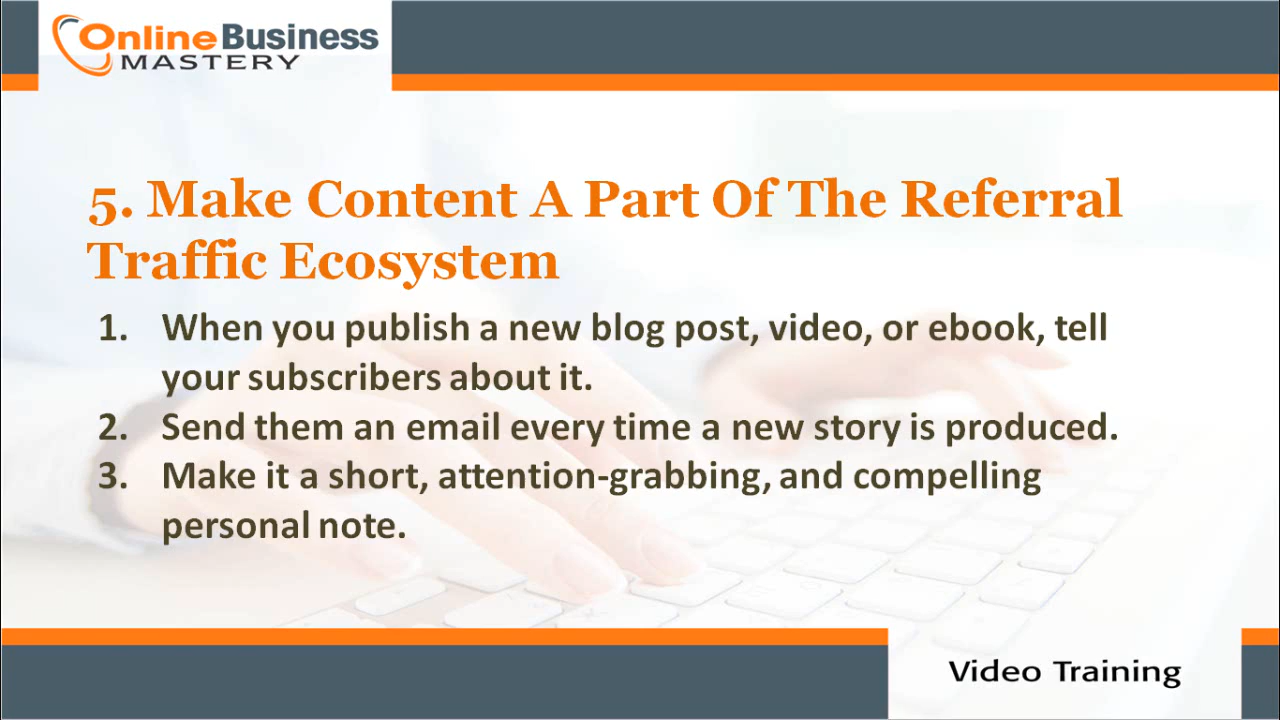 Online Business
MASTERY
5. Make Content A Part Of The Referral
Traffic Ecosystem
1. When you publish a new blog post, video, or ebook, tell
your subscribers about it.
2. Send them an email every time a new story is produced.
3. Make it a short, attention-grabbing, and compelling
personal note.
Video Training